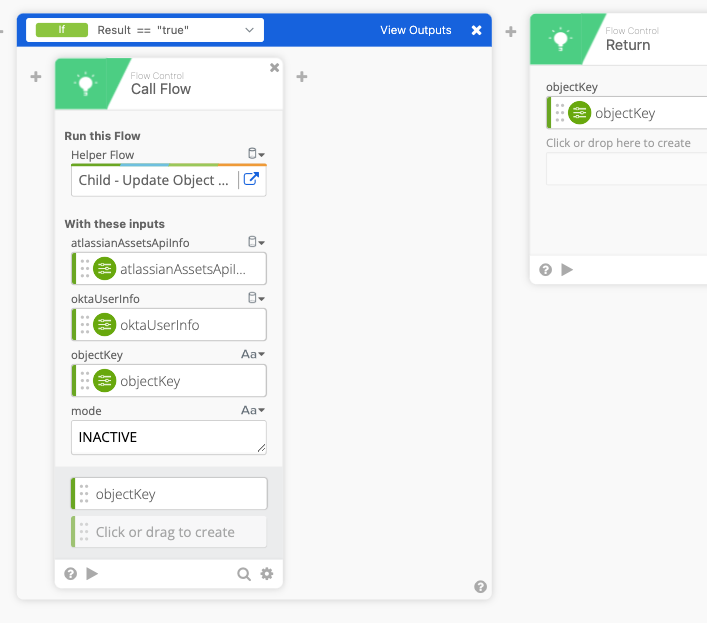 If Result == "true" View Outputs
Flow Control
Call Flow
Run this Flow
Helper Flow
Child - Update Object ...
With these inputs
atlassianAssetsApiInfo
atlassianAssetsApiI...
oktaUserInfo
oktaUserInfo
objectKey Aa
objectKey
mode Aa
INACTIVE
objectKey
Click or drag to create
Flow Control
Return
objectKey
objectKey
Click or drop here to create